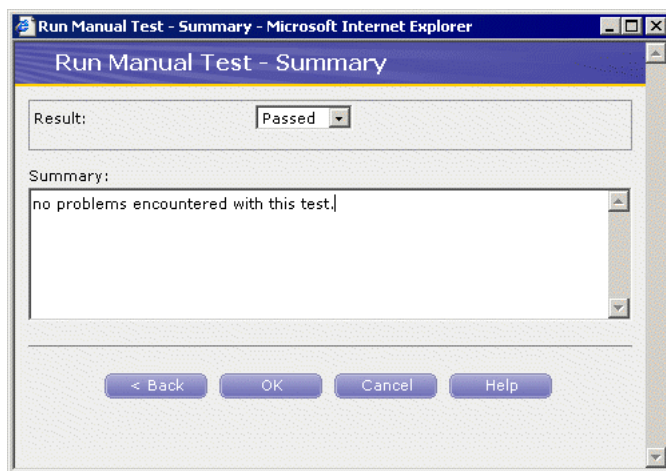 Run Manual Test - Summary - Microsoft Internet Explorer
Run Manual Test - Summary
Result: Passed
Summary:
no problems encountered with this test.
< Back OK Cancel Help